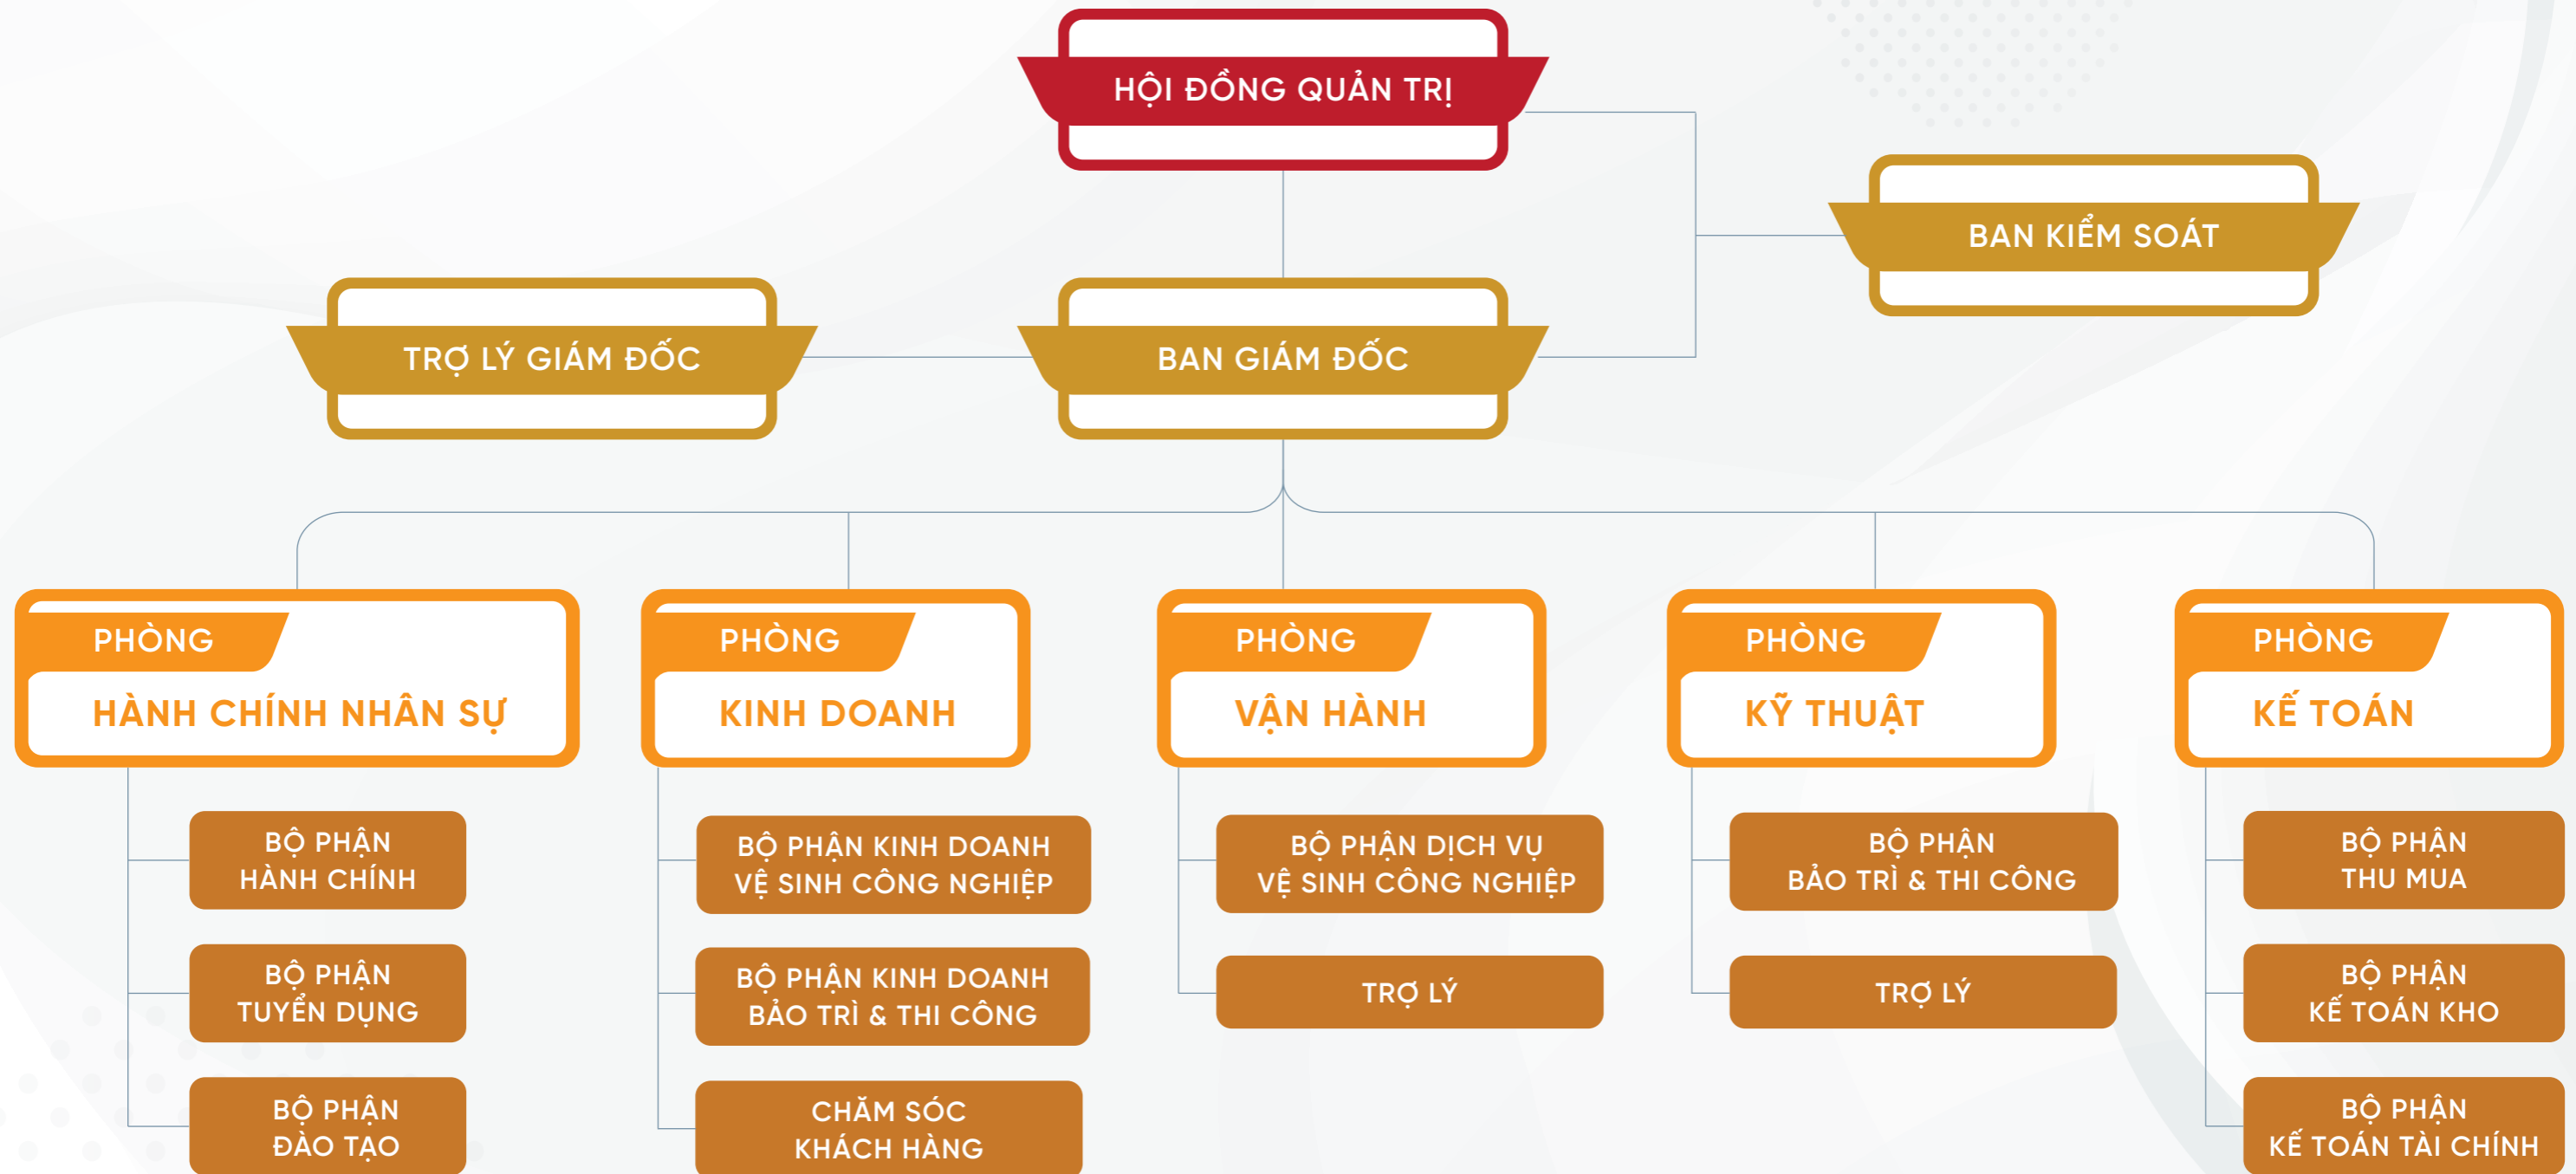 HỘI ĐỒNG QUẢN TRỊ
BAN KIỂM SOÁT
TRỢ LÝ GIÁM ĐỐC
BAN GIÁM ĐỐC
PHÒNG
HÀNH CHÍNH NHÂN SỰ
BỘ PHẬN
HÀNH CHÍNH
BỘ PHẬN
TUYỂN DỤNG
BỘ PHẬN
ĐÀO TẠO
PHÒNG
KINH DOANH
BỘ PHẬN KINH DOANH
VỆ SINH CÔNG NGHIỆP
BỘ PHẬN KINH DOANH
BẢO TRÌ & THI CÔNG
CHĂM SÓC
KHÁCH HÀNG
PHÒNG
VẬN HÀNH
BỘ PHẬN DỊCH VỤ
VỆ SINH CÔNG NGHIỆP
TRỢ LÝ
PHÒNG
KỸ THUẬT
BỘ PHẬN
BẢO TRÌ & THI CÔNG
TRỢ LÝ
PHÒNG
KẾ TOÁN
BỘ PHẬN
THU MUA
BỘ PHẬN
KẾ TOÁN KHO
BỘ PHẬN
KẾ TOÁN TÀI CHÍNH